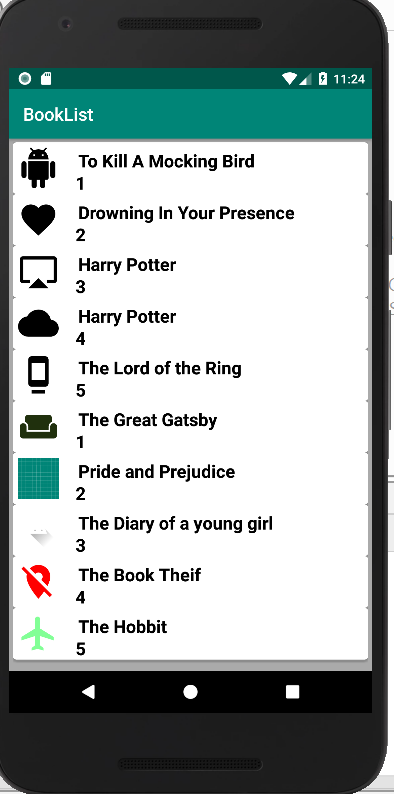 11:24
BookList
To Kill A Mocking Bird
1
Drowning In Your Presence
2
Harry Potter
3
Harry Potter
4
The Lord of the Ring
5
The Great Gatsby
1
Pride and Prejudice
2
The Diary of a young girl
3
The Book Theif
4
The Hobbit
5